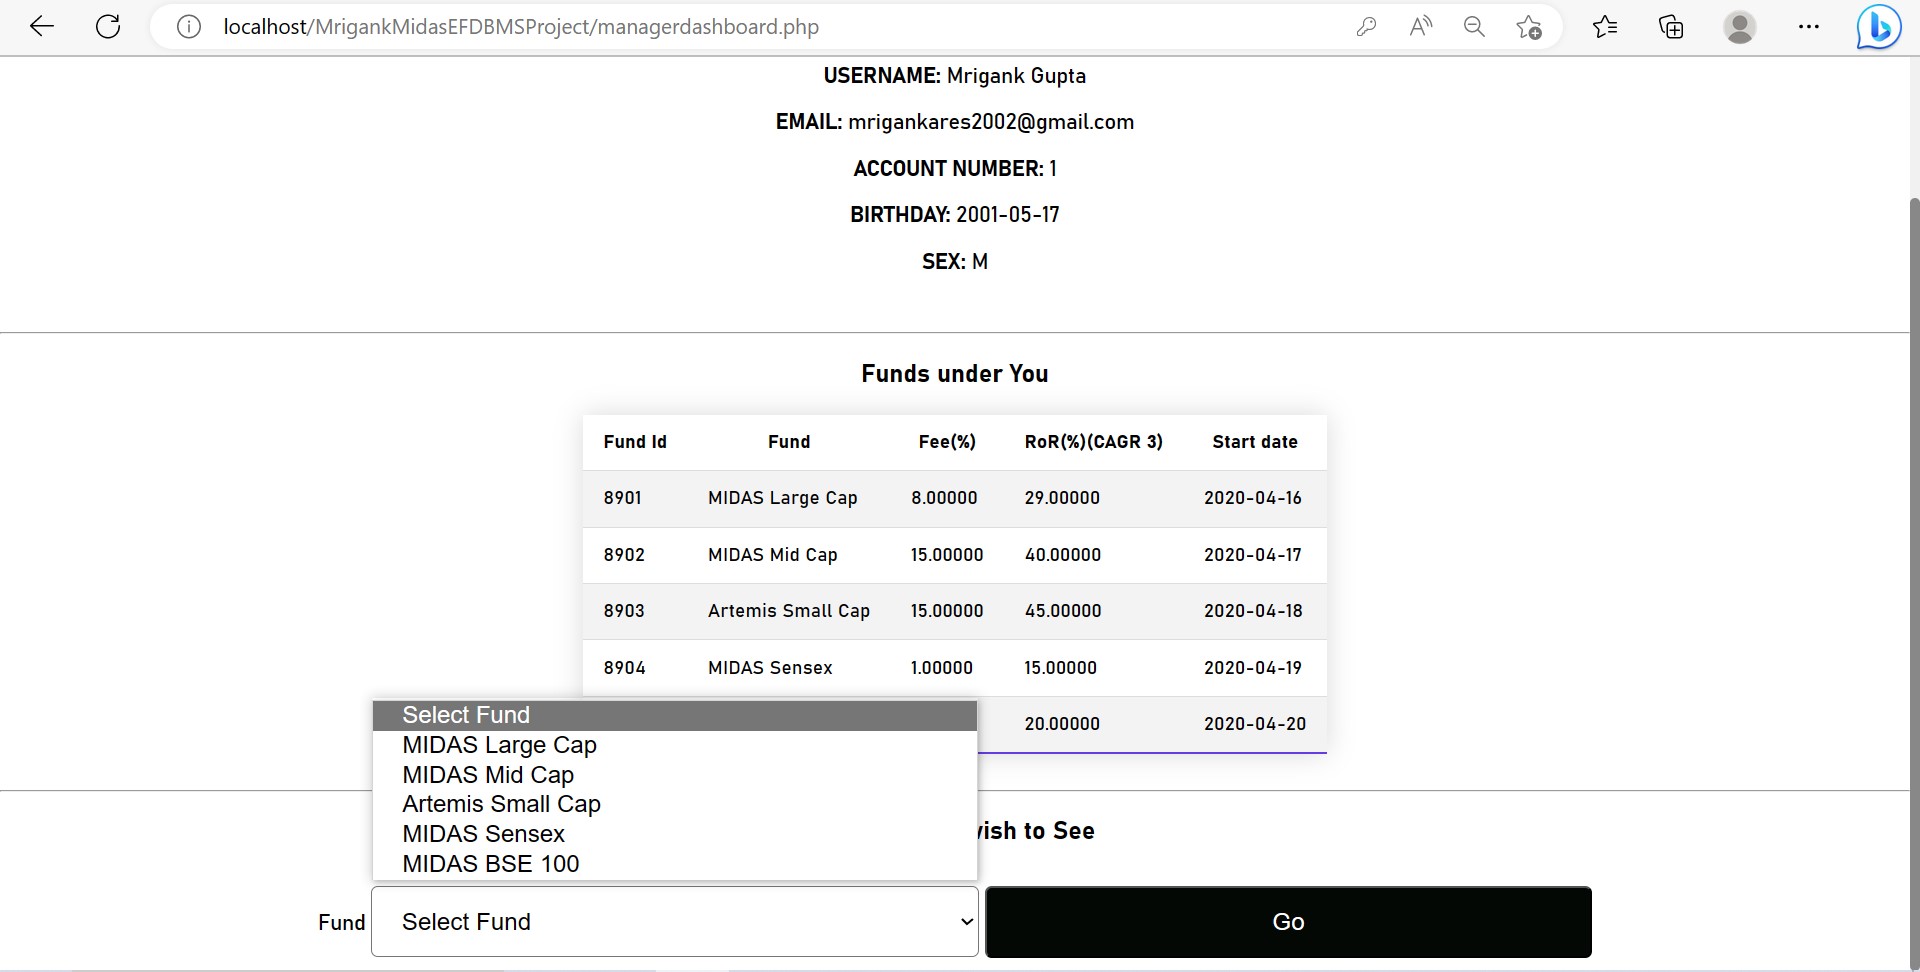 localhost/MrigankMidasEFDBMSProject/managerdashboard.php
USERNAME: Mrigank Gupta
EMAIL: mrigankares2002@gmail.com
ACCOUNT NUMBER: 1
BIRTHDAY: 2001-05-17
SEX: M
Funds under You
Fund Id Fund Fee(%) RoR(%)(CAGR 3) Start date
8901 MIDAS Large Cap 8.00000 29.00000 2020-04-16
8902 MIDAS Mid Cap 15.00000 40.00000 2020-04-17
8903 Artemis Small Cap 15.00000 45.00000 2020-04-18
8904 MIDAS Sensex 1.00000 15.00000 2020-04-19
20.00000 2020-04-20
Select Fund
MIDAS Large Cap
MIDAS Mid Cap
Artemis Small Cap
MIDAS Sensex
MIDAS BSE 100
to See
Fund Select Fund Go